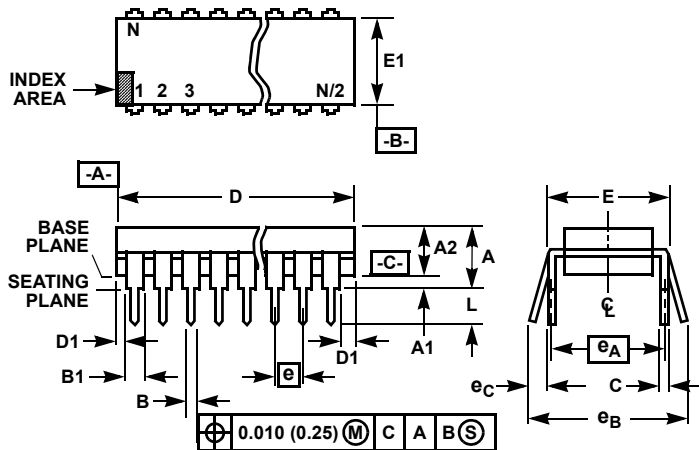 N
E1
INDEX
AREA
1 2 3 N/2
-B-
-A-
D
E
BASE
PLANE
A2
A
-C-
SEATING
PLANE
L
C
L
D1
A1
D1
eA
B1
e
eC
C
B
eB
0.010 (0.25) M C A B S